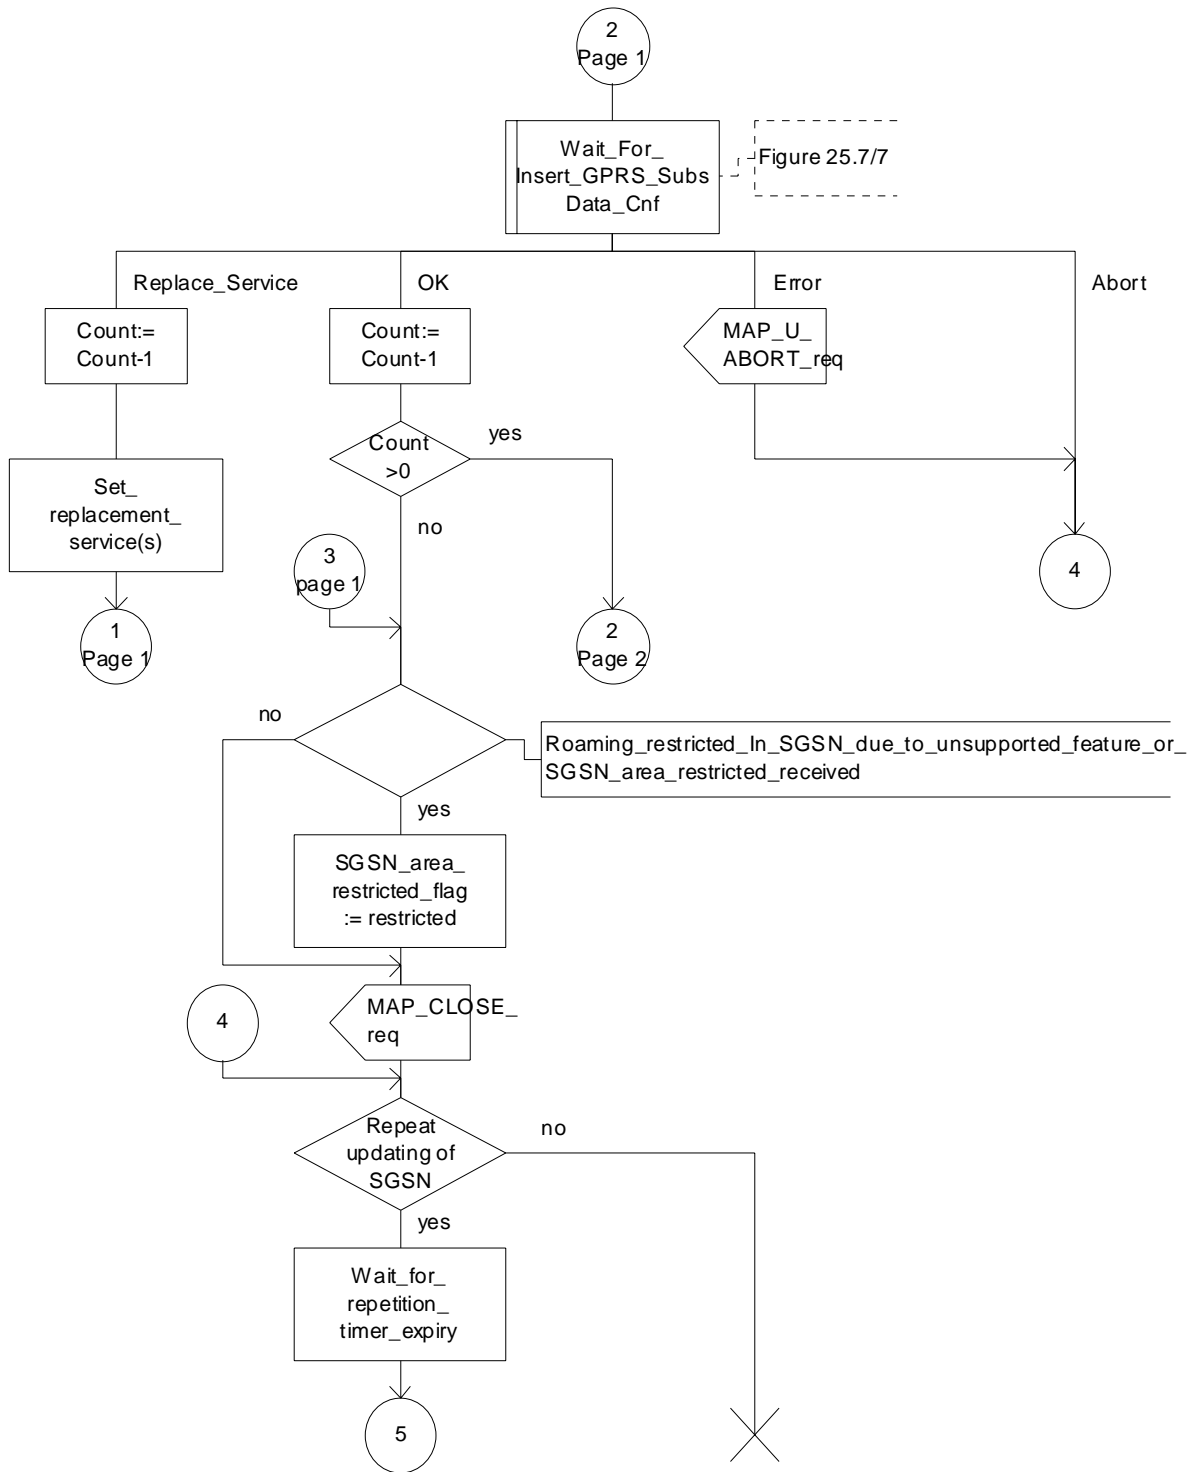 2
Page 1
Wait_For_
Insert_GPRS_Subs
Data_Cnf
Figure 25.7/7
Replace_Service
OK
Error
Abort
Count:=
Count-1
Count:=
Count-1
MAP_U_
ABORT_req
Count
>0
yes
Set_
replacement_
service(s)
no
3
page 1
4
1
Page 1
2
Page 2
no
Roaming_restricted_In_SGSN_due_to_unsupported_feature_or_
SGSN_area_restricted_received
yes
SGSN_area_
restricted_flag
:= restricted
4
MAP_CLOSE_
req
Repeat
updating of
SGSN
no
yes
Wait_for_
repetition_
timer_expiry
5